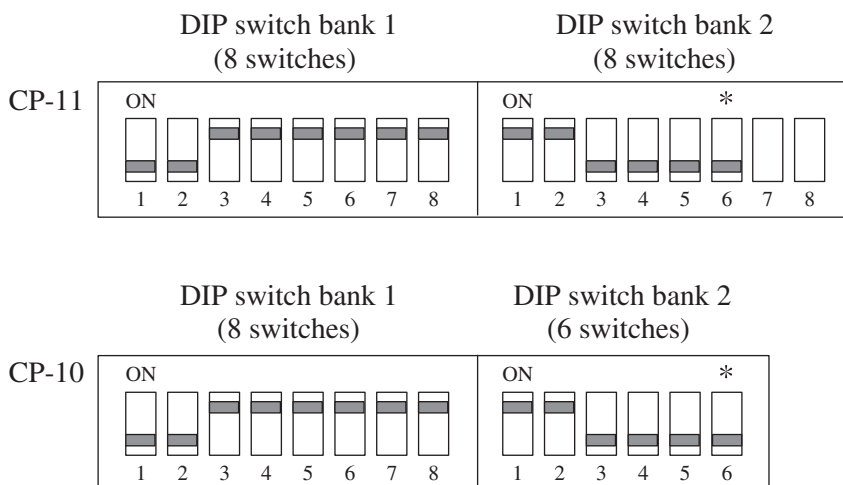 DIP switch bank 1
(8 switches)
DIP switch bank 2
(8 switches)
CP-11
ON
ON
*
1 2 3 4 5 6 7 8
1 2 3 4 5 6 7 8
DIP switch bank 1
(8 switches)
DIP switch bank 2
(6 switches)
CP-10
ON
ON
*
1 2 3 4 5 6 7 8
1 2 3 4 5 6